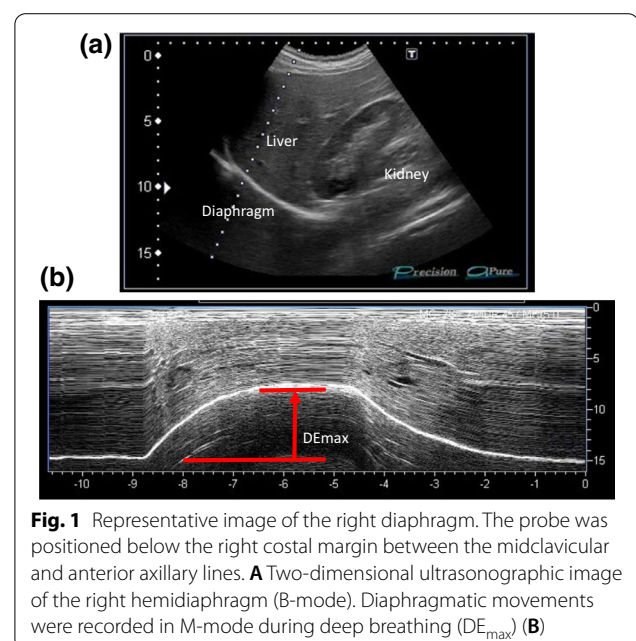 (a)
T
0
5
10
15
Liver
Kidney
Diaphragm
Precision APure
(b)
0
-5
-10
-15
DEmax
-10 -9 -8 -7 -6 -5 -4 -3 -2 -1 0
Fig. 1 Representative image of the right diaphragm. The probe was
positioned below the right costal margin between the midclavicular
and anterior axillary lines. A Two-dimensional ultrasonographic image
of the right hemidiaphragm (B-mode). Diaphragmatic movements
were recorded in M-mode during deep breathing (DEmax) (B)